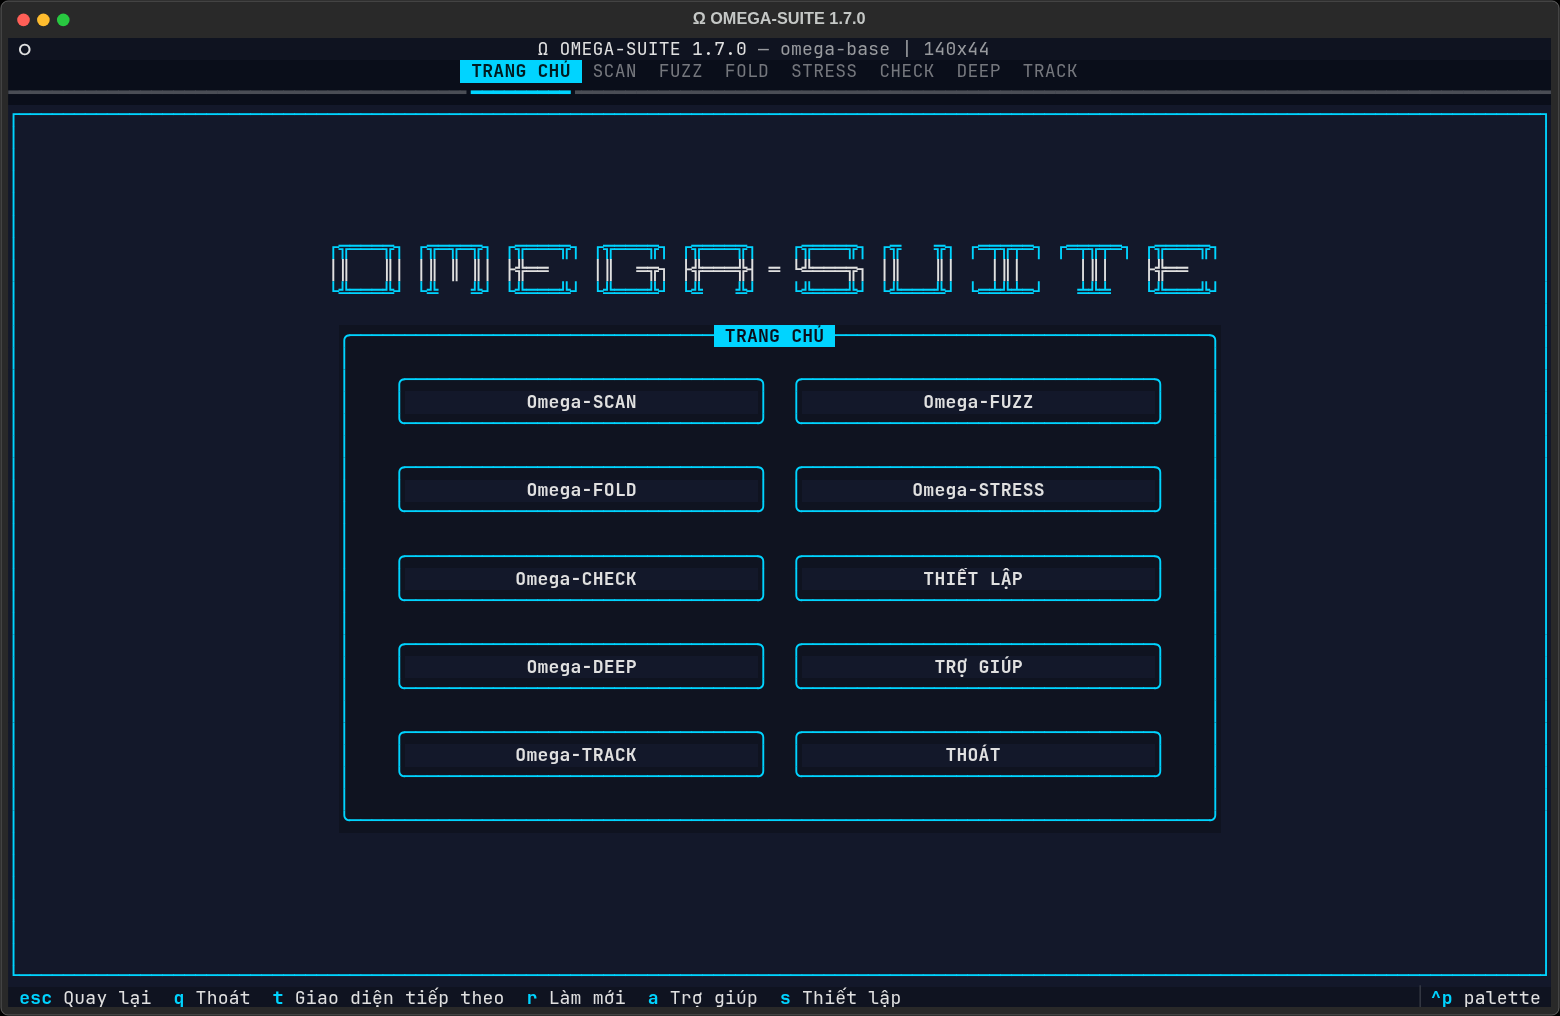 Ω OMEGA-SUITE 1.7.0
Ω OMEGA-SUITE 1.7.0 — omega-base | 140x44
TRANG CHỦ SCAN FUZZ FOLD STRESS CHECK DEEP TRACK
OMEGA-SUITE
TRANG CHỦ
Omega-SCAN Omega-FUZZ
Omega-FOLD Omega-STRESS
Omega-CHECK THIẾT LẬP
Omega-DEEP TRỢ GIÚP
Omega-TRACK THOÁT
esc Quay lại q Thoát t Giao diện tiếp theo r Làm mới a Trợ giúp s Thiết lập ^p palette